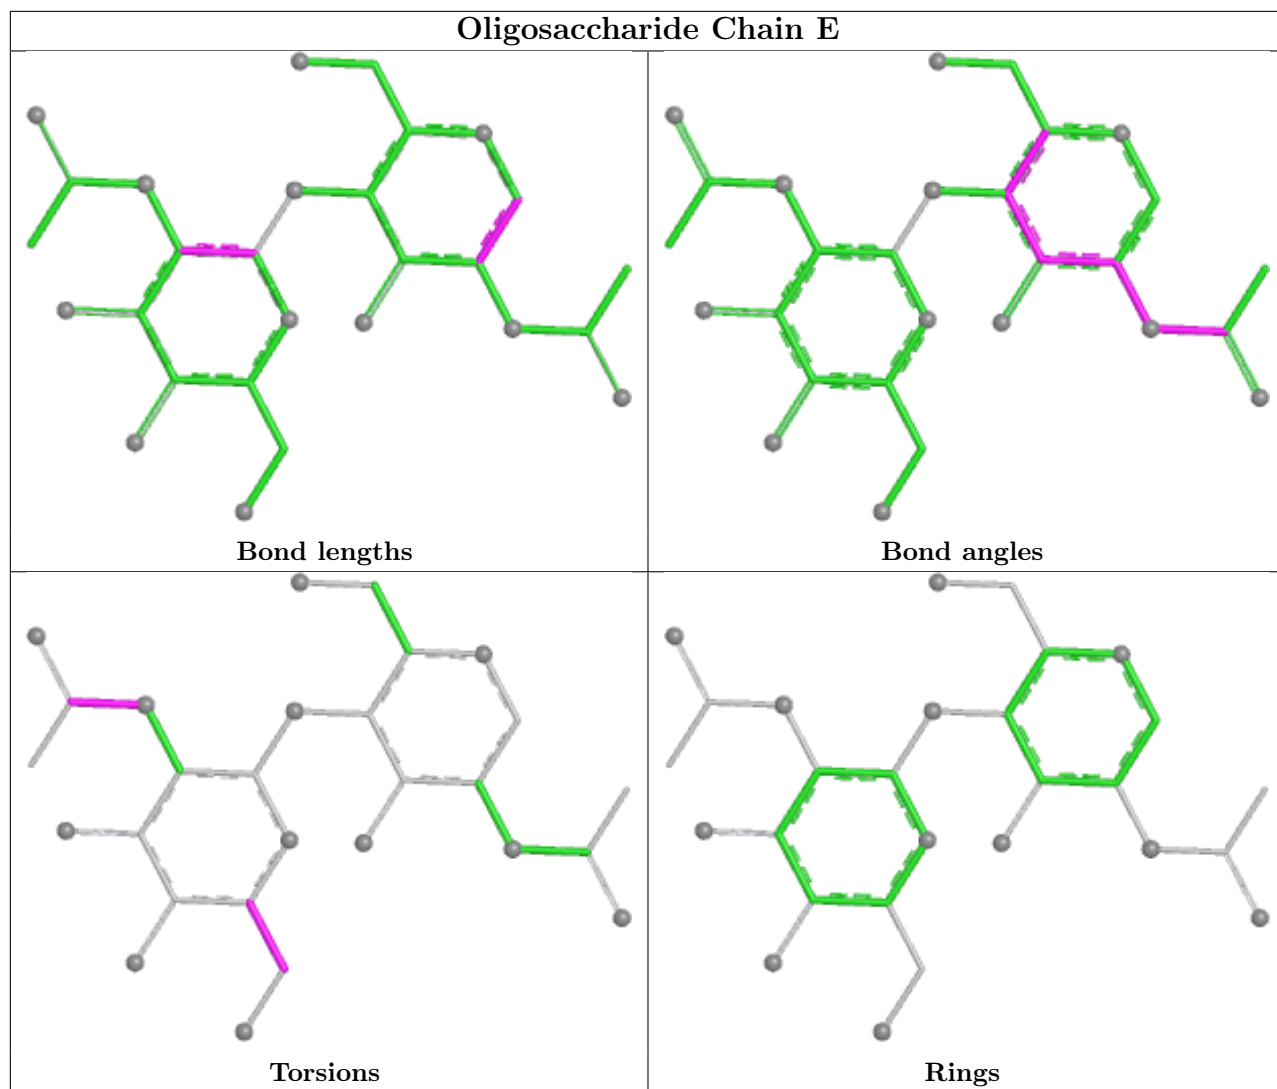 Oligosaccharide Chain E
Bond lengths
Bond angles
Torsions
Rings